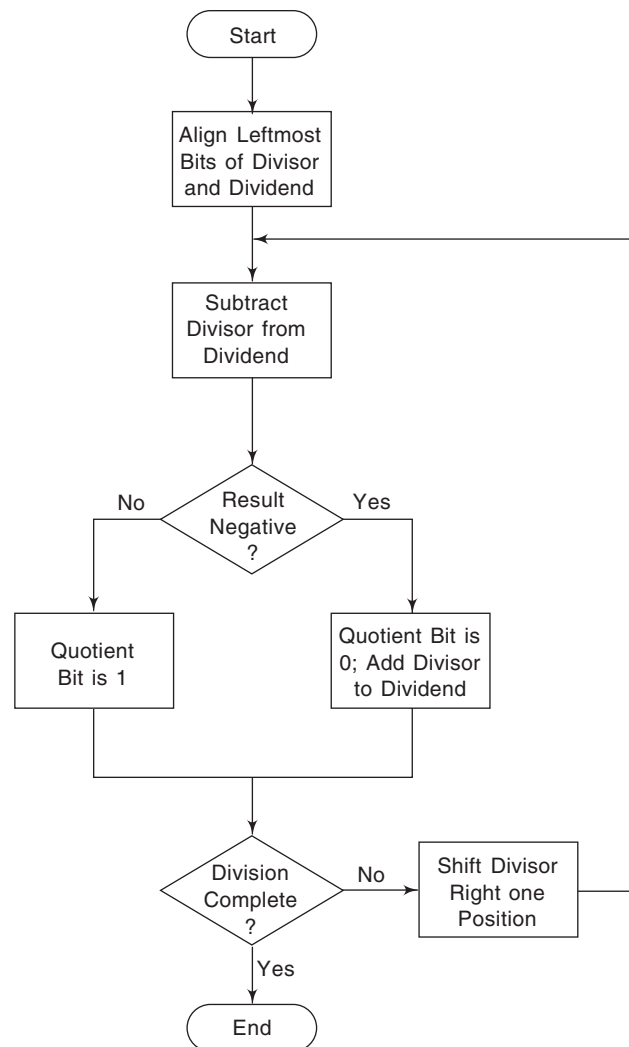 Start
Align Leftmost
Bits of Divisor
and Dividend
Subtract
Divisor from
Dividend
Result
Negative
?
No
Yes
Quotient
Bit is 1
Quotient Bit is
0; Add Divisor
to Dividend
Division
Complete
?
No
Shift Divisor
Right one
Position
Yes
End